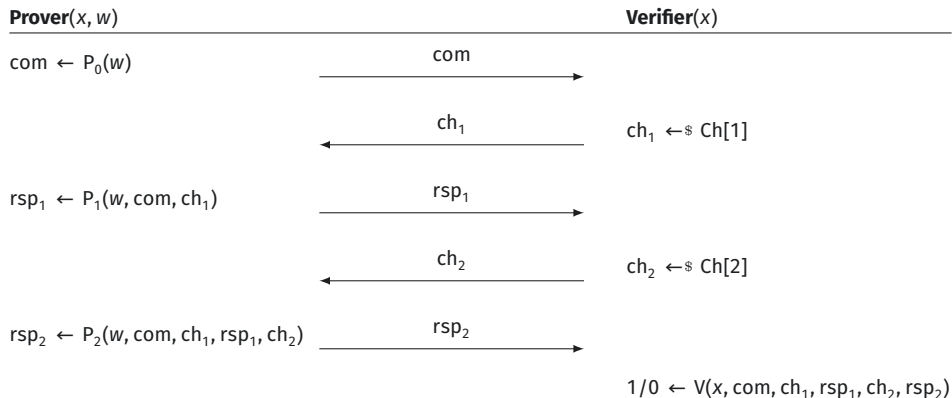 Prover(x, w) Verifier(x)
com ← P₀(w)
com
ch₁
ch₁ ←$ Ch[1]
rsp₁ ← P₁(w, com, ch₁)
rsp₁
ch₂
ch₂ ←$ Ch[2]
rsp₂ ← P₂(w, com, ch₁, rsp₁, ch₂)
rsp₂
1/0 ← V(x, com, ch₁, rsp₁, ch₂, rsp₂)